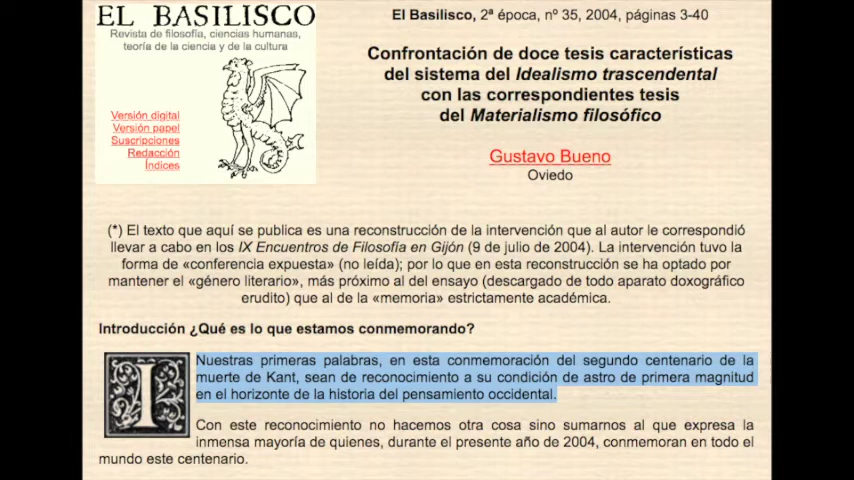 EL BASILISCO
Revista de filosofía, ciencias humanas,
teoría de la ciencia y de la cultura
Versión digital
Versión papel
Suscripciones
Redacción
Índices
El Basilisco, 2ª época, nº 35, 2004, páginas 3-40
Confrontación de doce tesis características
del sistema del Idealismo trascendental
con las correspondientes tesis
del Materialismo filosófico
Gustavo Bueno
Oviedo
(*) El texto que aquí se publica es una reconstrucción de la intervención que al autor le correspondió
llevar a cabo en los IX Encuentros de Filosofía en Gijón (9 de julio de 2004). La intervención tuvo la
forma de «conferencia expuesta» (no leída); por lo que en esta reconstrucción se ha optado por
mantener el «género literario», más próximo al del ensayo (descargado de todo aparato doxográfico
erudito) que al de la «memoria» estrictamente académica.
Introducción ¿Qué es lo que estamos conmemorando?
I
Nuestras primeras palabras, en esta conmemoración del segundo centenario de la
muerte de Kant, sean de reconocimiento a su condición de astro de primera magnitud
en el horizonte de la historia del pensamiento occidental.
Con este reconocimiento no hacemos otra cosa sino sumarnos al que expresa la
inmensa mayoría de quienes, durante el presente año de 2004, conmemoran en todo el
mundo este centenario.